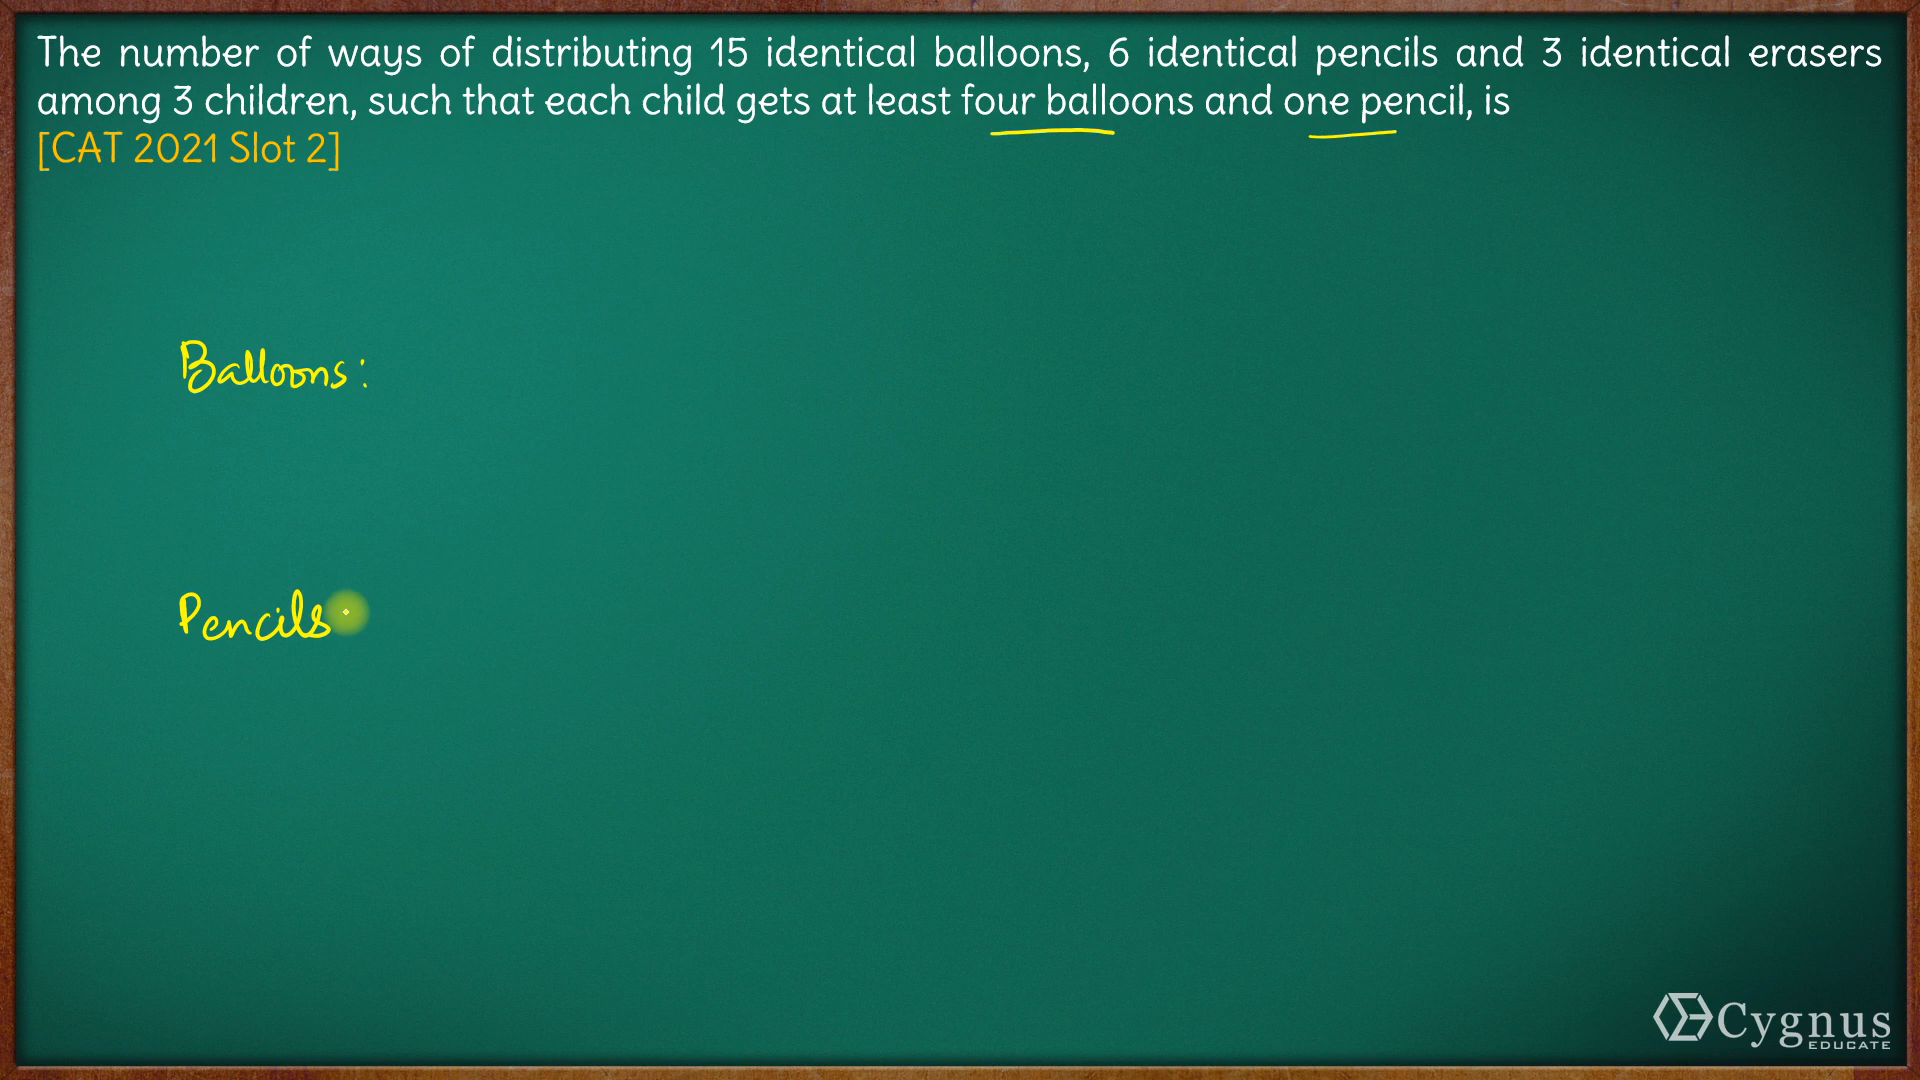 The number of ways of distributing 15 identical balloons, 6 identical pencils and 3 identical erasers
among 3 children, such that each child gets at least four balloons and one pencil, is
[CAT 2021 Slot 2]
Balloons:
Pencils
Cygnus
EDUCATE